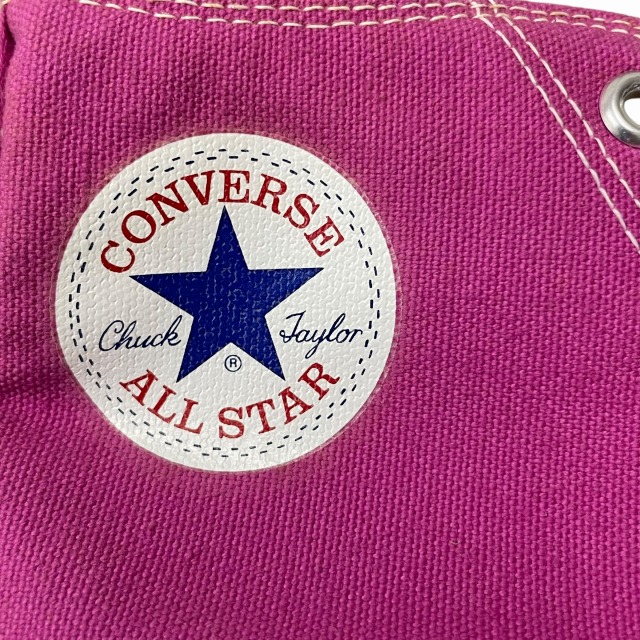 CONVERSE
Chuck Taylor
®
ALL STAR